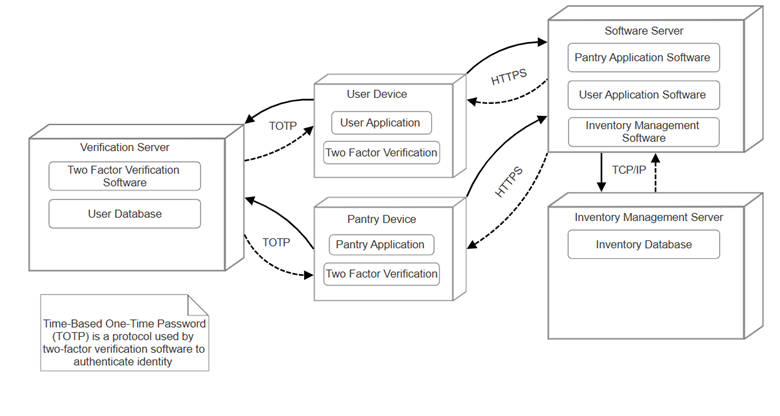 Software Server
Pantry Application Software
User Application Software
Inventory Management
Software
HTTPS
User Device
User Application
Two Factor Verification
TOTP
Verification Server
Two Factor Verification
Software
User Database
HTTPS
TCP/IP
Pantry Device
Pantry Application
Two Factor Verification
TOTP
Inventory Management Server
Inventory Database
Time-Based One-Time Password
(TOTP) is a protocol used by
two-factor verification software to
authenticate identity